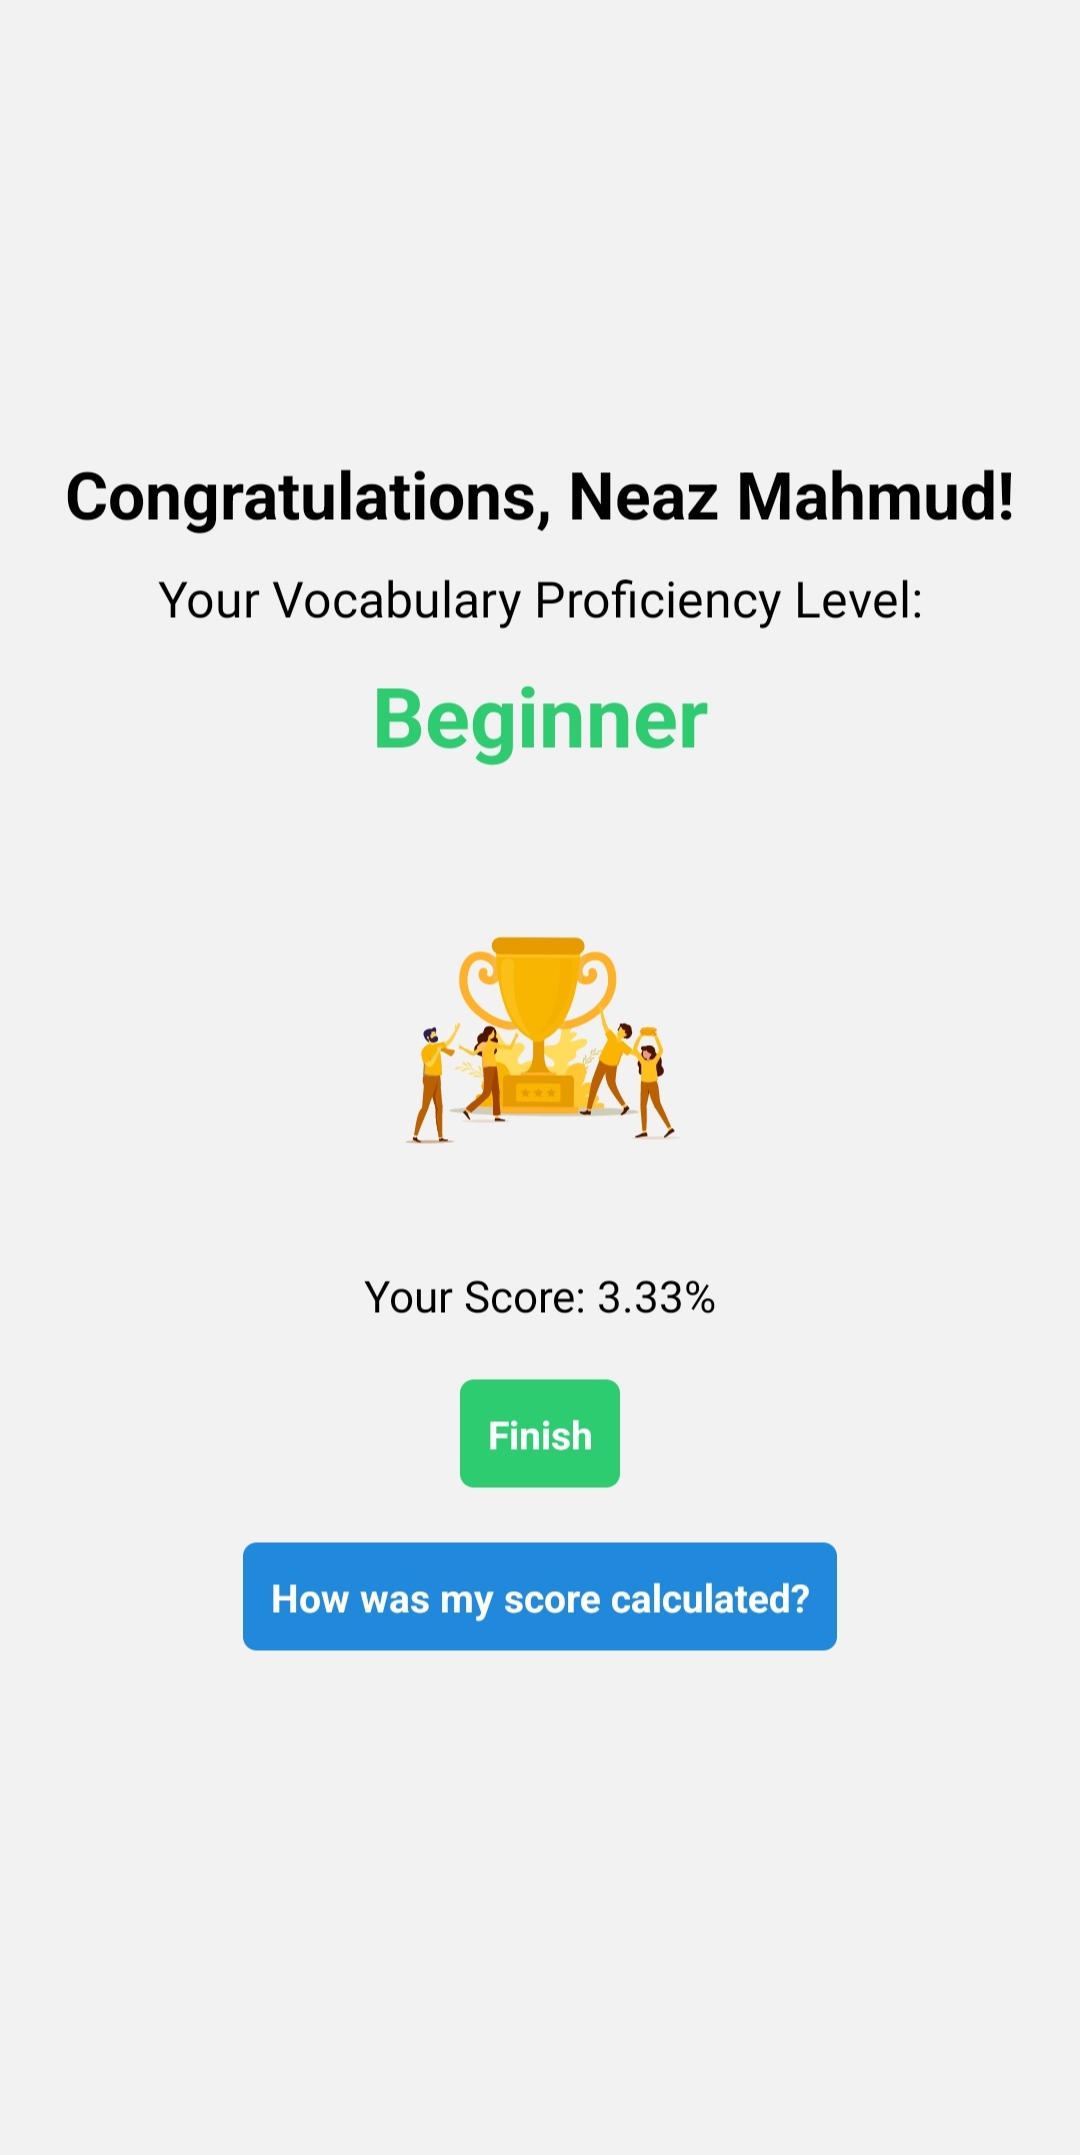 Congratulations, Neaz Mahmud!
Your Vocabulary Proficiency Level:
Beginner
Your Score: 3.33%
Finish
How was my score calculated?